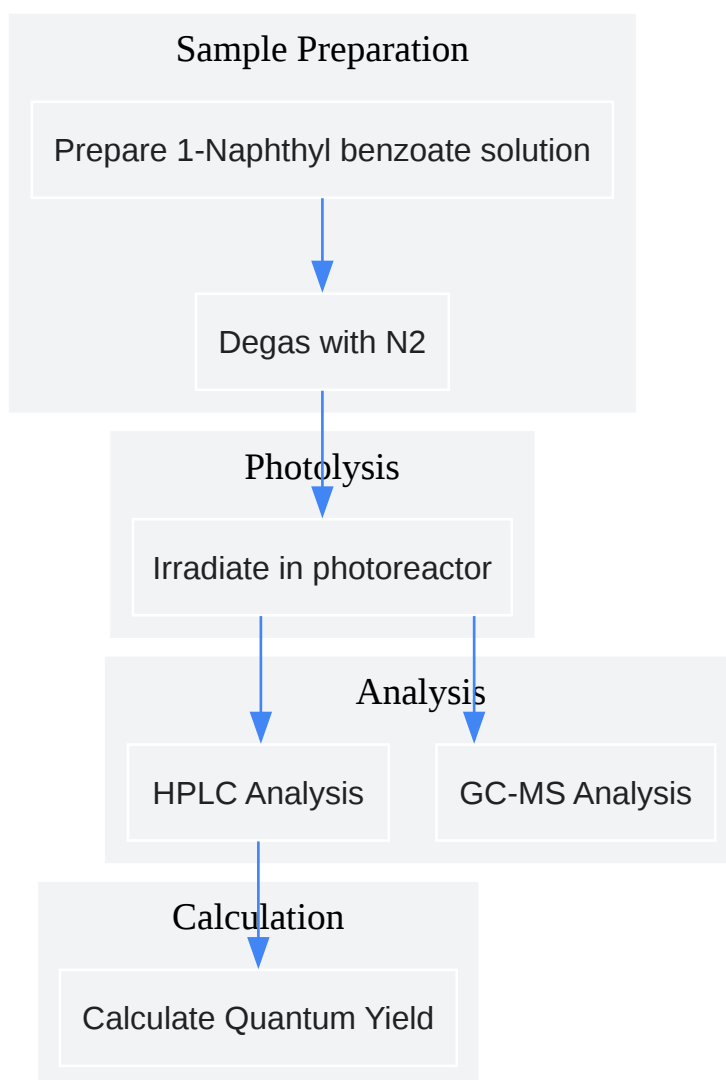 Sample Preparation
Prepare 1-Naphthyl benzoate solution
Degas with N2
Photolysis
Irradiate in photoreactor
Analysis
HPLC Analysis
GC-MS Analysis
Calculation
Calculate Quantum Yield